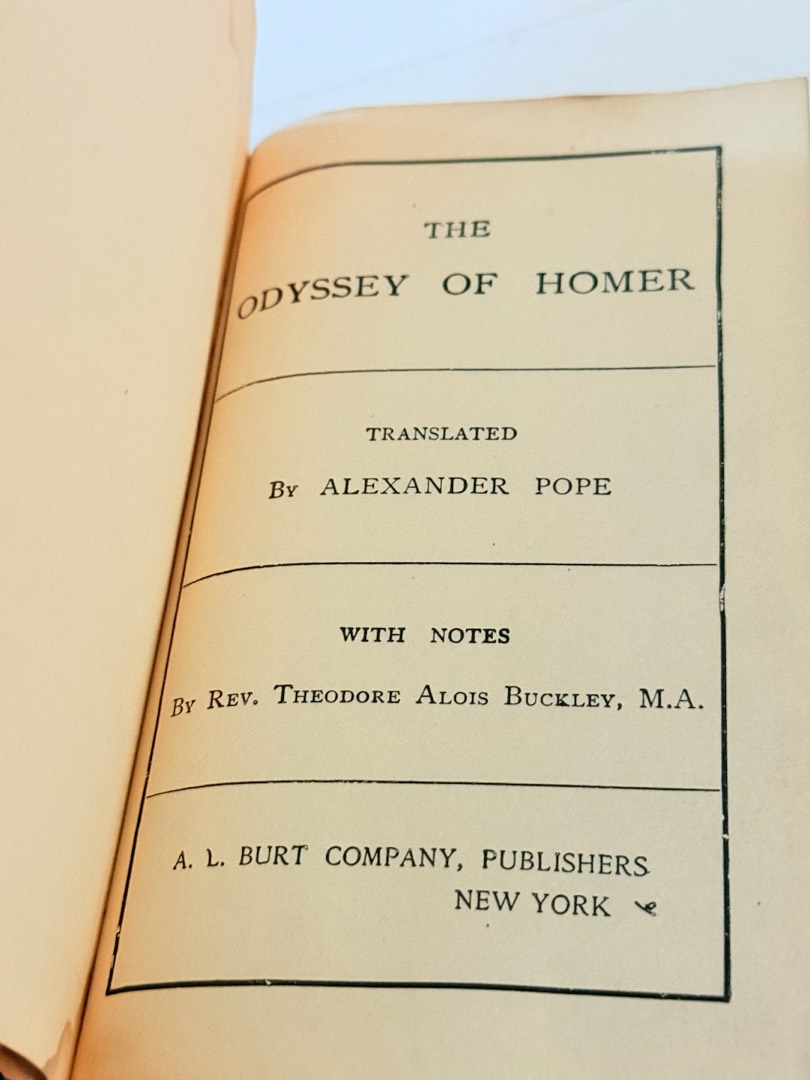 THE
ODYSSEY OF HOMER
TRANSLATED
By ALEXANDER POPE
WITH NOTES
By Rev. Theodore Alois Buckley, M.A.
A. L. BURT COMPANY, PUBLISHERS
NEW YORK